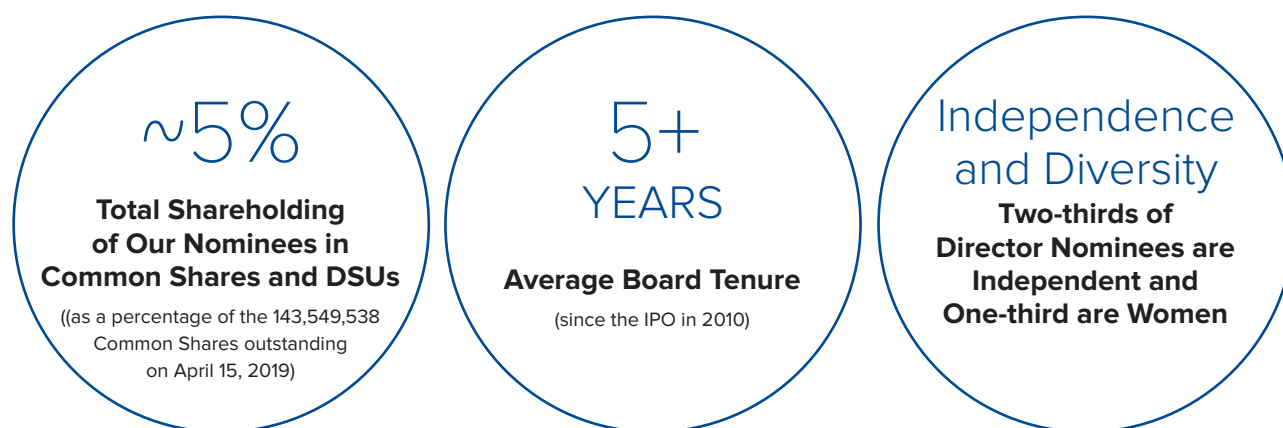 ~5%
Total Shareholding
of Our Nominees in
Common Shares and DSUs
((as a percentage of the 143,549,538
Common Shares outstanding
on April 15, 2019)
5+
YEARS
Average Board Tenure
(since the IPO in 2010)
Independence
and Diversity
Two-thirds of
Director Nominees are
Independent and
One-third are Women